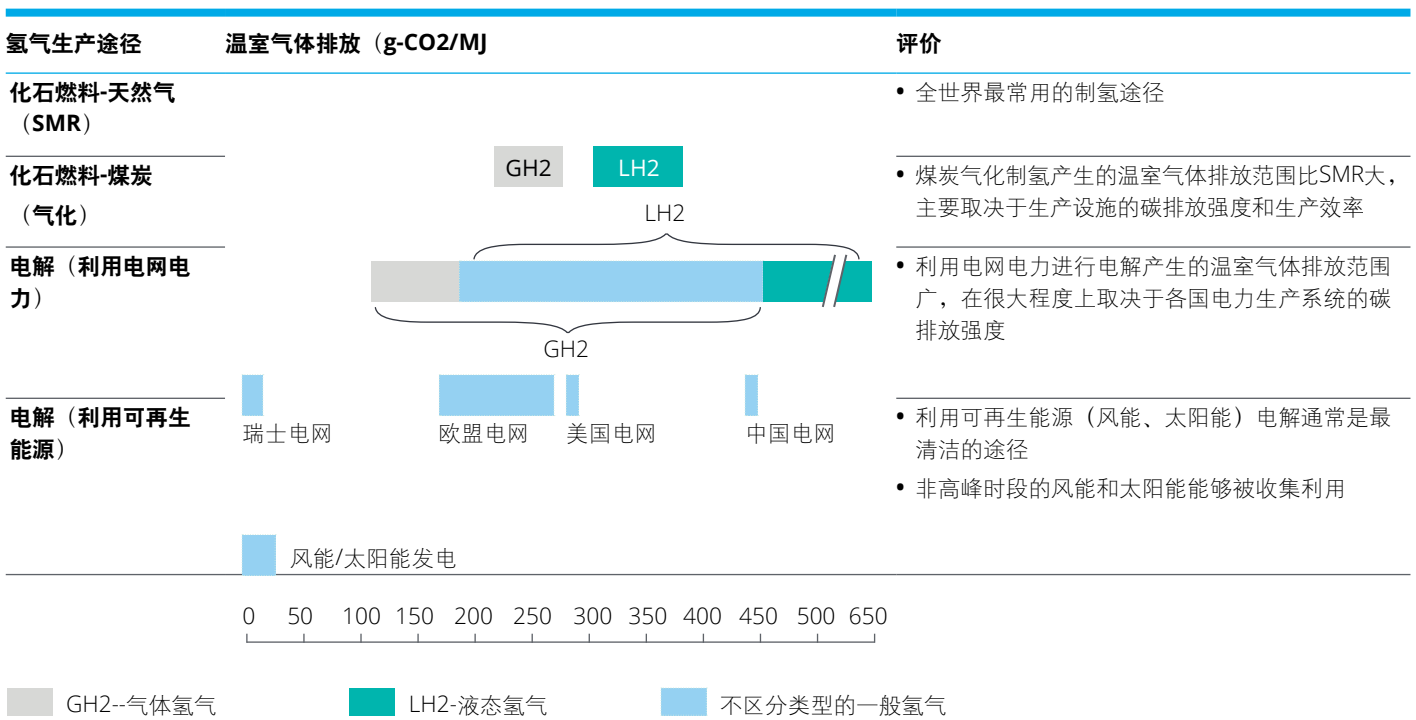 氢气生产途径
温室气体排放（g-CO2/MJ
评价
化石燃料-天然气
（SMR）
• 全世界最常用的制氢途径
GH2
LH2
化石燃料-煤炭
（气化）
• 煤炭气化制氢产生的温室气体排放范围比SMR大，
主要取决于生产设施的碳排放强度和生产效率
LH2
电解（利用电网电
力）
• 利用电网电力进行电解产生的温室气体排放范围
广，在很大程度上取决于各国电力生产系统的碳
排放强度
GH2
瑞士电网
欧盟电网
美国电网
中国电网
电解（利用可再生
能源）
• 利用可再生能源（风能、太阳能）电解通常是最
清洁的途径
• 非高峰时段的风能和太阳能能够被收集利用
风能/太阳能发电
0 50 100 150 200 250 300 350 400 450 500 650
GH2--气体氢气
LH2-液态氢气
不区分类型的一般氢气